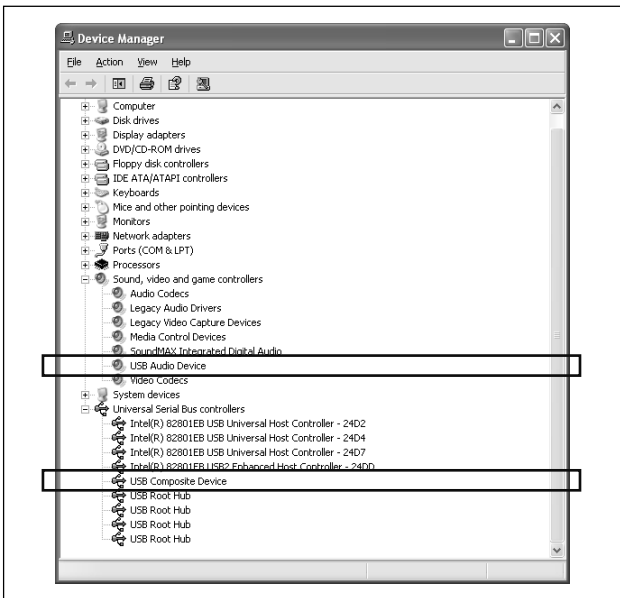 Device Manager
File Action View Help
Computer
Disk drives
Display adapters
DVD/CD-ROM drives
Floppy disk controllers
IDE ATA/ATAPI controllers
Keyboards
Mice and other pointing devices
Monitors
Network adapters
Ports (COM & LPT)
Processors
Sound, video and game controllers
Audio Codecs
Legacy Audio Drivers
Legacy Video Capture Devices
Media Control Devices
SoundMAX Integrated Digital Audio
USB Audio Device
Video Codecs
System devices
Universal Serial Bus controllers
Intel(R) 82801EB USB Universal Host Controller - 24D2
Intel(R) 82801EB USB Universal Host Controller - 24D4
Intel(R) 82801EB USB Universal Host Controller - 24D7
Intel(R) 82801EB USB2 Enhanced Host Controller - 24DD
USB Composite Device
USB Root Hub
USB Root Hub
USB Root Hub
USB Root Hub